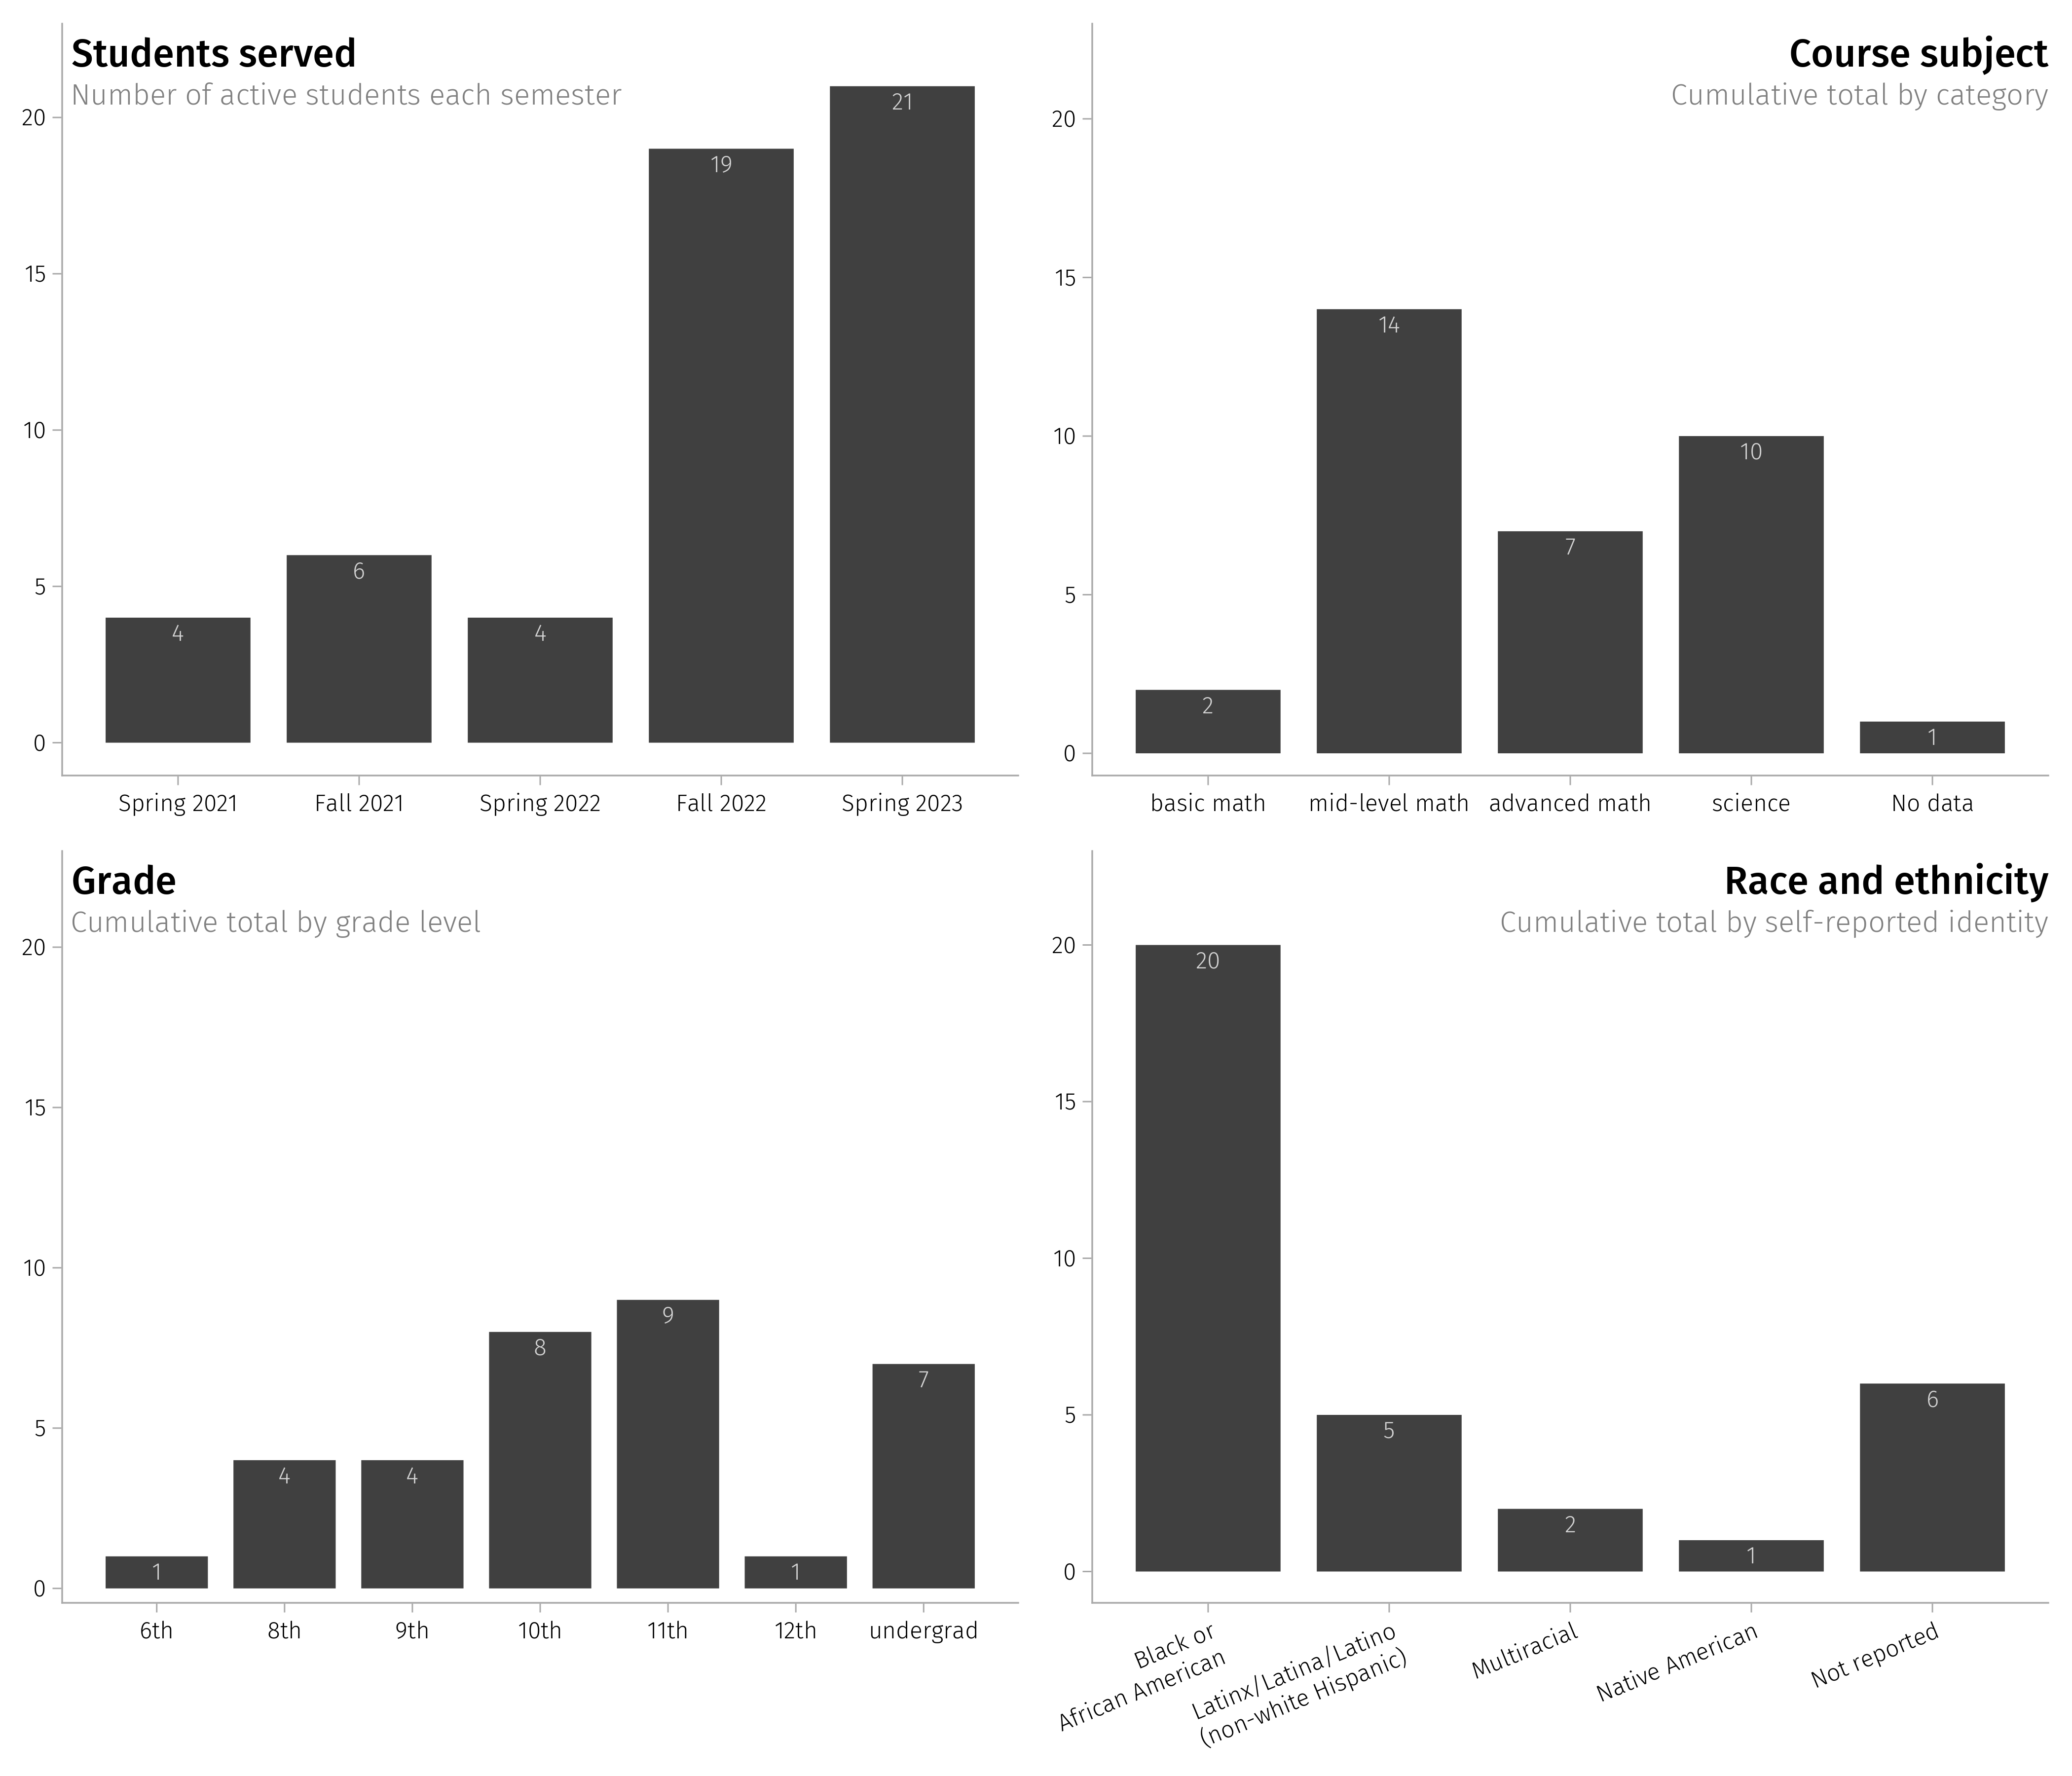 Students served
Number of active students each semester
20
15
10
5
0
21
19
6
4
4
Spring 2021
Fall 2021
Spring 2022
Fall 2022
Spring 2023
Course subject
Cumulative total by category
20
15
10
5
0
2
14
7
10
1
basic math
mid-level math
advanced math
science
No data
Grade
Cumulative total by grade level
20
15
10
5
0
1
4
4
8
9
1
7
6th
8th
9th
10th
11th
12th
undergrad
Race and ethnicity
Cumulative total by self-reported identity
20
15
10
5
0
20
5
2
1
6
Black or
African American
Latinx/Latina/Latino
(non-white Hispanic)
Multiracial
Native American
Not reported